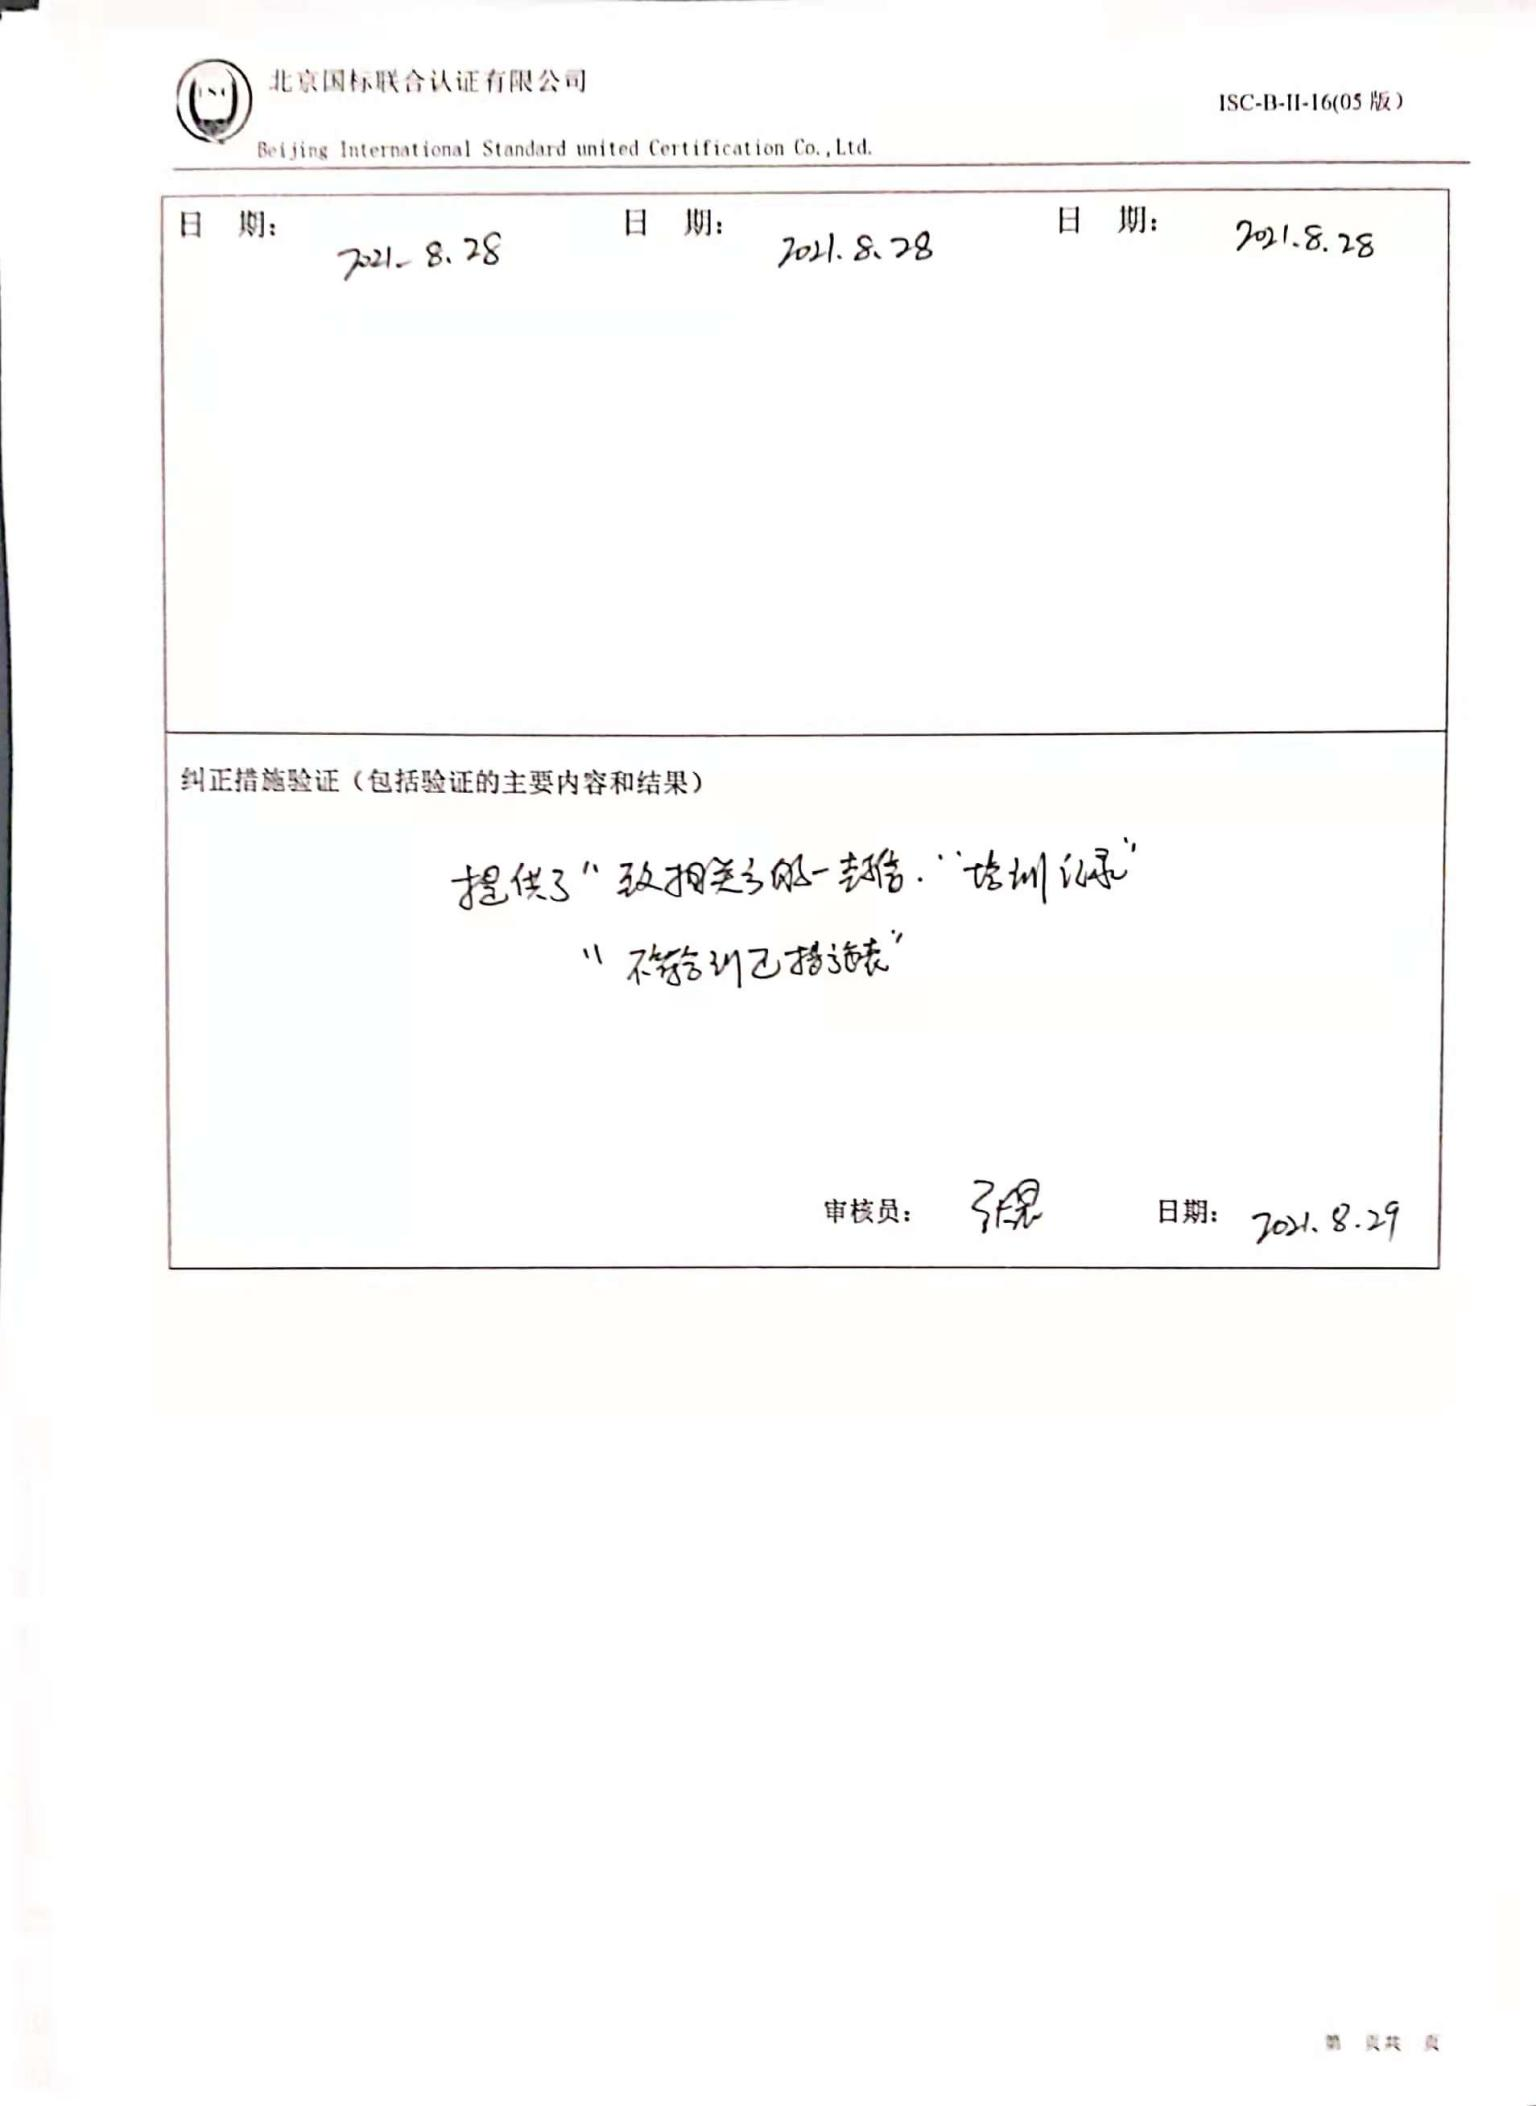 北京国标联合认证有限公司
ISC-B-II-16(05 版）
Beijing International Standard united Certification Co.,Ltd.
日 期： 2021.8.28 日 期： 2021.8.28 日 期： 2021.8.28
纠正措施验证（包括验证的主要内容和结果）
提供了“致相关方的一封信.“培训记录”
“不符合纠正措施表”
审核员： 日期： 2021.8.29
第 页共 页